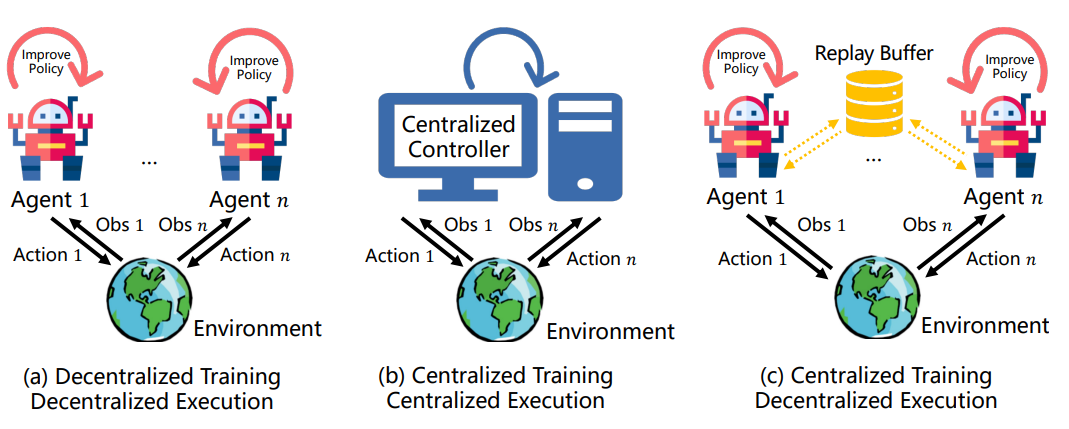 Improve
Policy
Improve
Policy
...
Agent 1
Agent n
Obs 1
Obs n
Action 1
Action n
Environment
(a) Decentralized Training
Decentralized Execution
Centralized
Controller
Obs 1
Obs n
Action 1
Action n
Environment
(b) Centralized Training
Centralized Execution
Improve
Policy
Replay Buffer
Improve
Policy
...
Agent 1
Agent n
Obs 1
Obs n
Action 1
Action n
Environment
(c) Centralized Training
Decentralized Execution